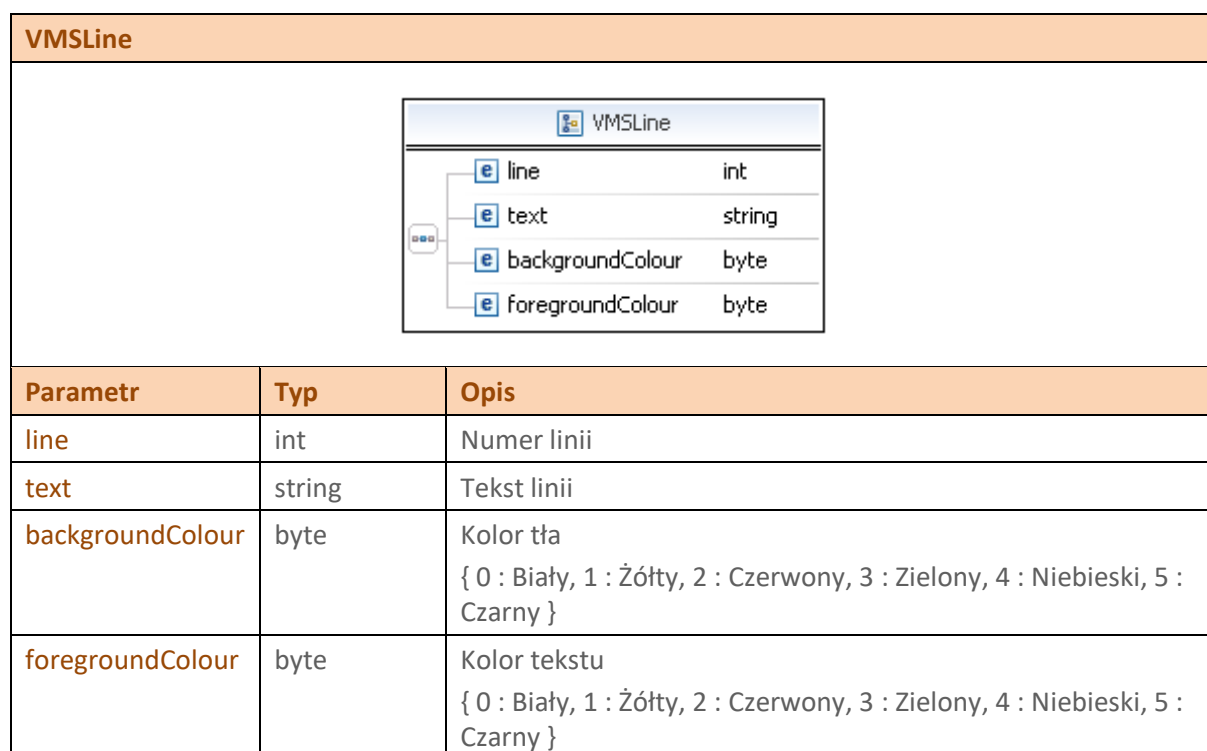 VMSLine
VMSLine
line int
text string
backgroundColour byte
foregroundColour byte
Parametr Typ Opis
line int Numer linii
text string Tekst linii
backgroundColour byte Kolor tła
{ 0 : Biały, 1 : Żółty, 2 : Czerwony, 3 : Zielony, 4 : Niebieski, 5 :
Czarny }
foregroundColour byte Kolor tekstu
{ 0 : Biały, 1 : Żółty, 2 : Czerwony, 3 : Zielony, 4 : Niebieski, 5 :
Czarny }